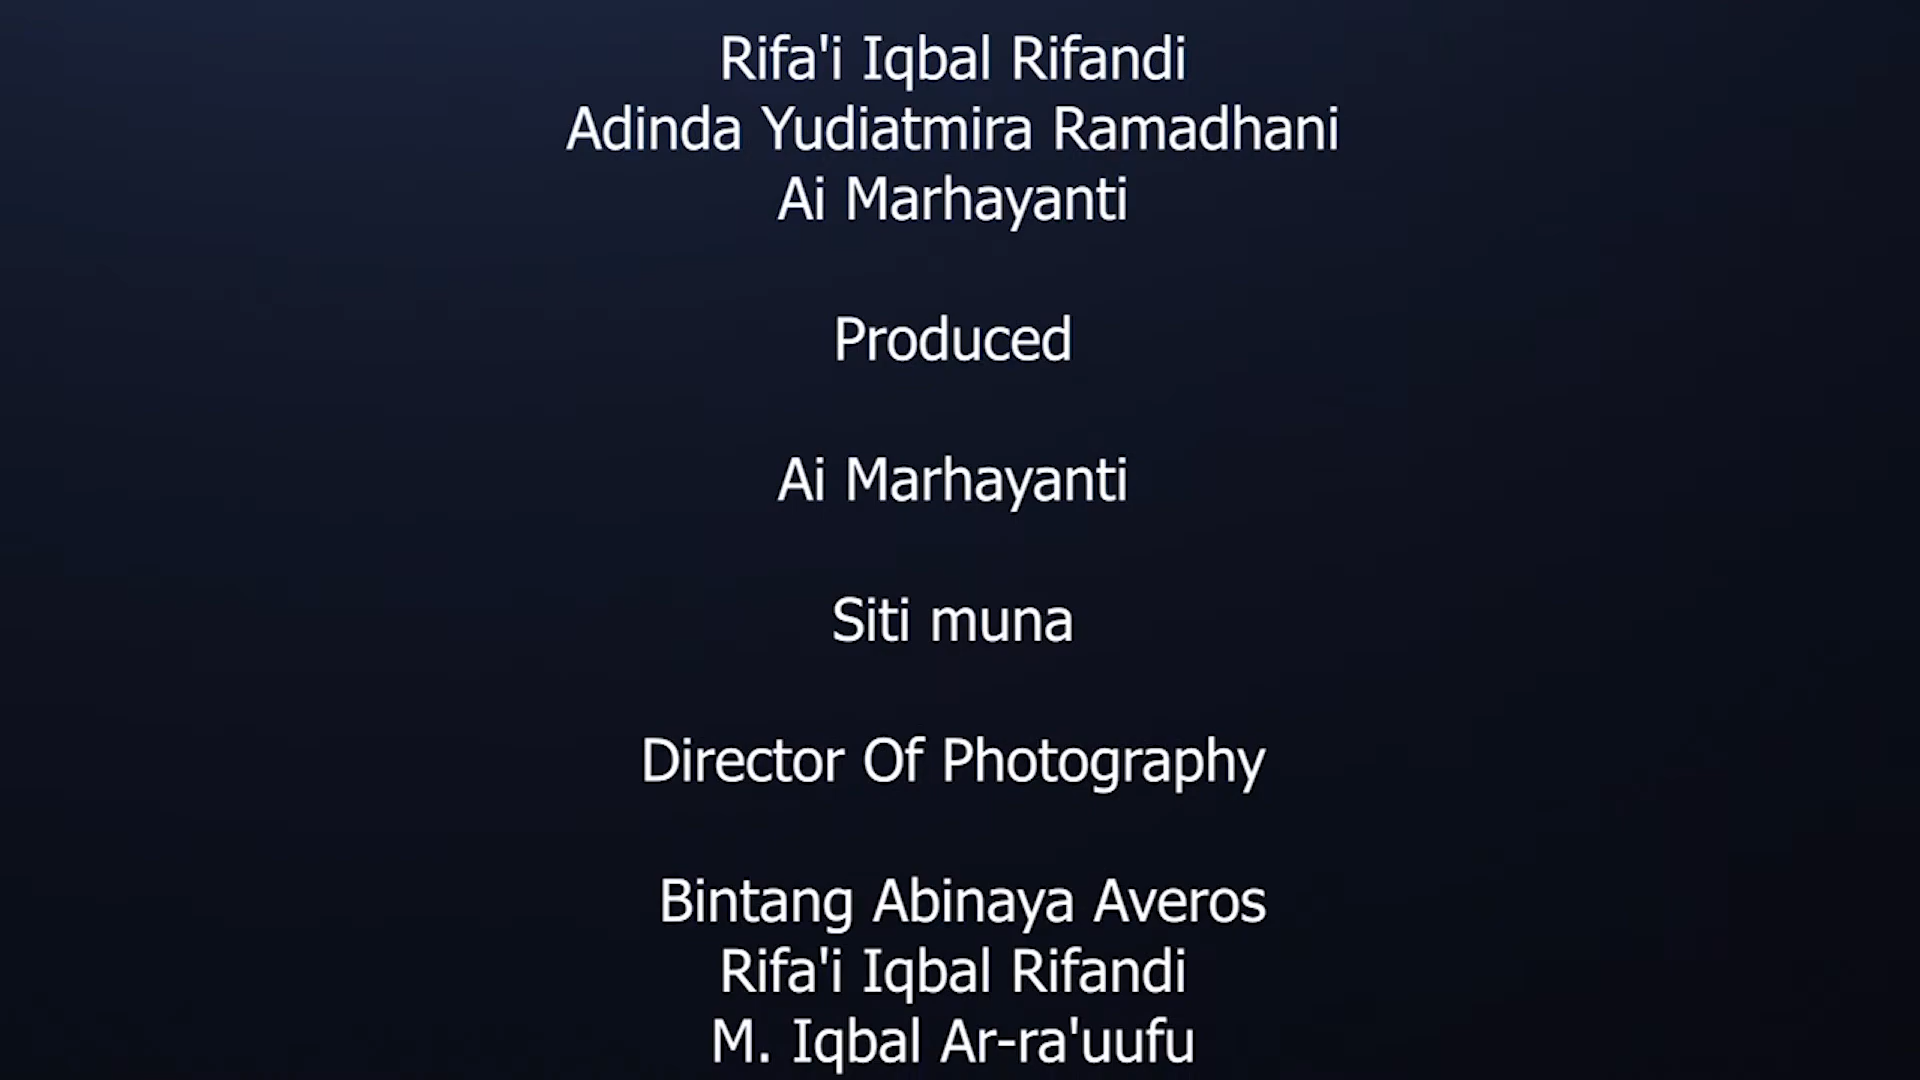 Rifa'i Iqbal Rifandi
Adinda Yudiatmira Ramadhani
Ai Marhayanti
Produced
Ai Marhayanti
Siti muna
Director Of Photography
Bintang Abinaya Averos
Rifa'i Iqbal Rifandi
M. Iqbal Ar-ra'uufu